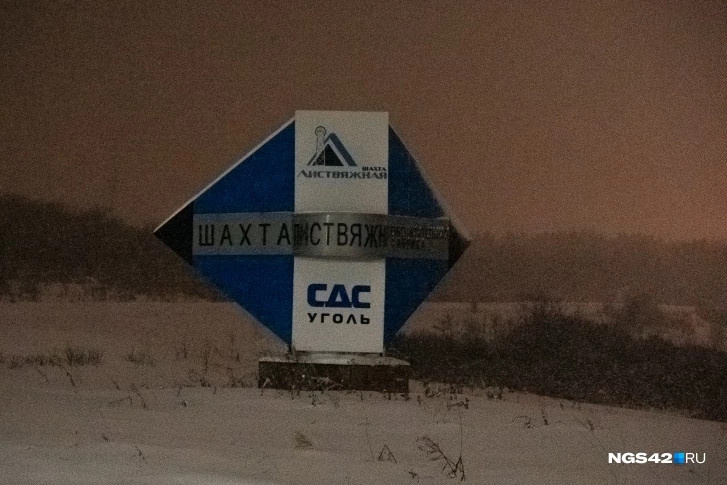 ШАХТА
ЛИСТВЯЖНАЯ
ШАХТА ЛИСТВЯЖН
СДС
УГОЛЬ
NGS42.RU